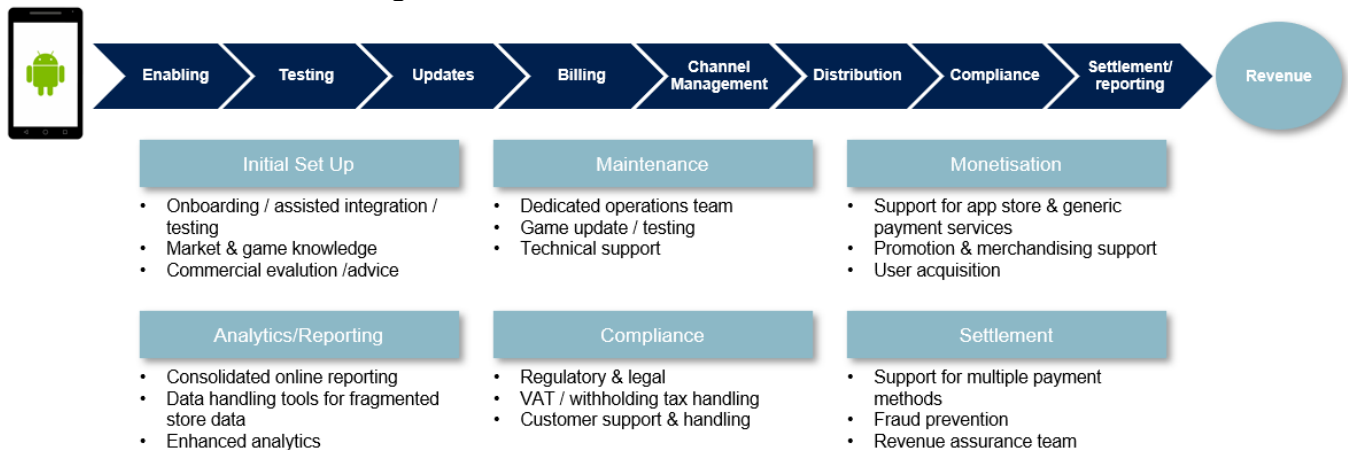 Enabling
Testing
Updates
Billing
Channel
Management
Distribution
Compliance
Settlement/
reporting
Revenue
Initial Set Up
• Onboarding / assisted integration /
testing
• Market & game knowledge
• Commercial evalution /advice
Maintenance
• Dedicated operations team
• Game update / testing
• Technical support
Monetisation
• Support for app store & generic
payment services
• Promotion & merchandising support
• User acquisition
Analytics/Reporting
• Consolidated online reporting
• Data handling tools for fragmented
store data
• Enhanced analytics
Compliance
• Regulatory & legal
• VAT / withholding tax handling
• Customer support & handling
Settlement
• Support for multiple payment
methods
• Fraud prevention
• Revenue assurance team